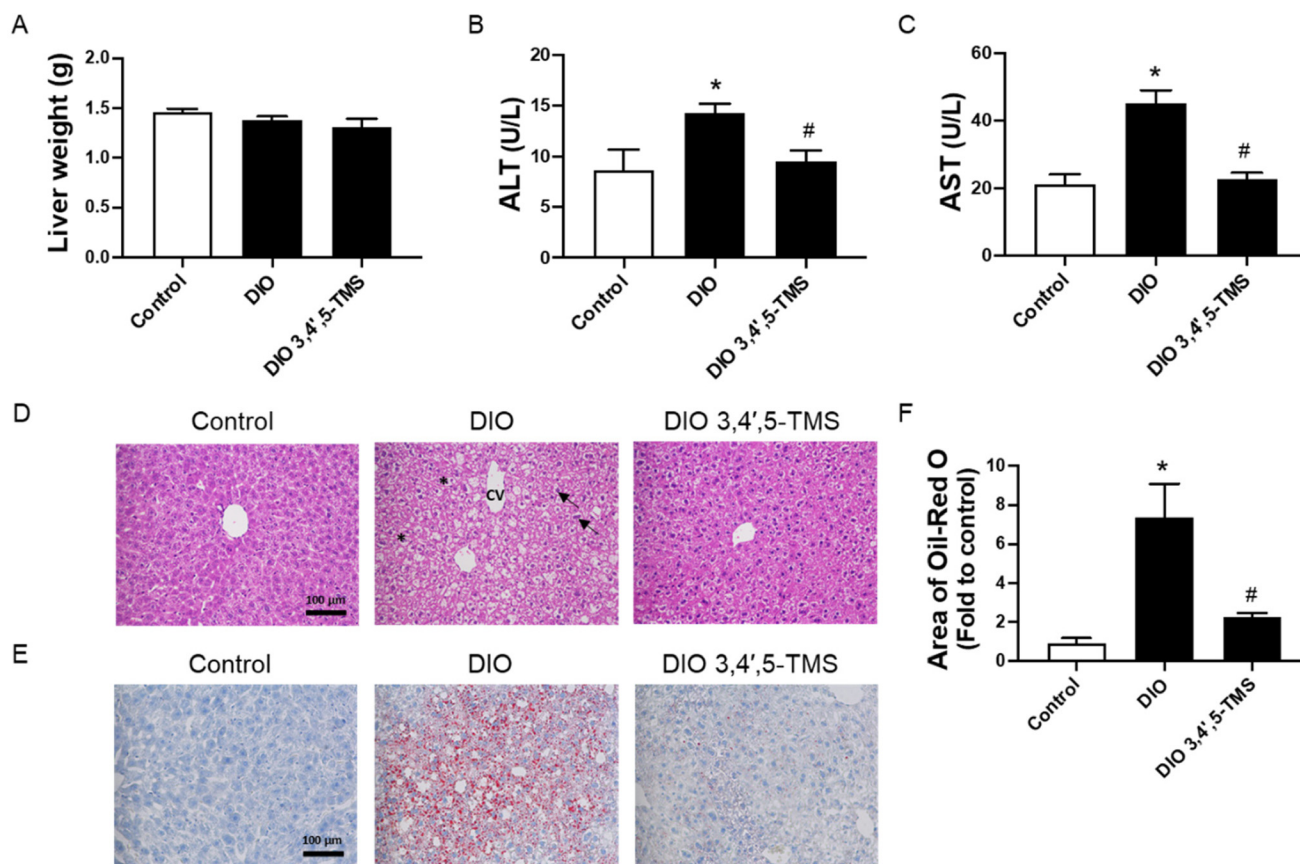 A
Liver weight (g)
2.0
1.5
1.0
0.5
0.0
Control
DIO
DIO 3,4',5-TMS
B
ALT (U/L)
20
15
10
5
0
*
#
Control
DIO
DIO 3,4',5-TMS
C
AST (U/L)
60
40
20
0
*
#
Control
DIO
DIO 3,4',5-TMS
D
Control
DIO
DIO 3,4′,5-TMS
100 μm
*
CV
*
E
Control
DIO
DIO 3,4′,5-TMS
100 μm
F
Area of Oil-Red O
(Fold to control)
10
8
6
4
2
0
*
#
Control
DIO
DIO 3,4',5-TMS